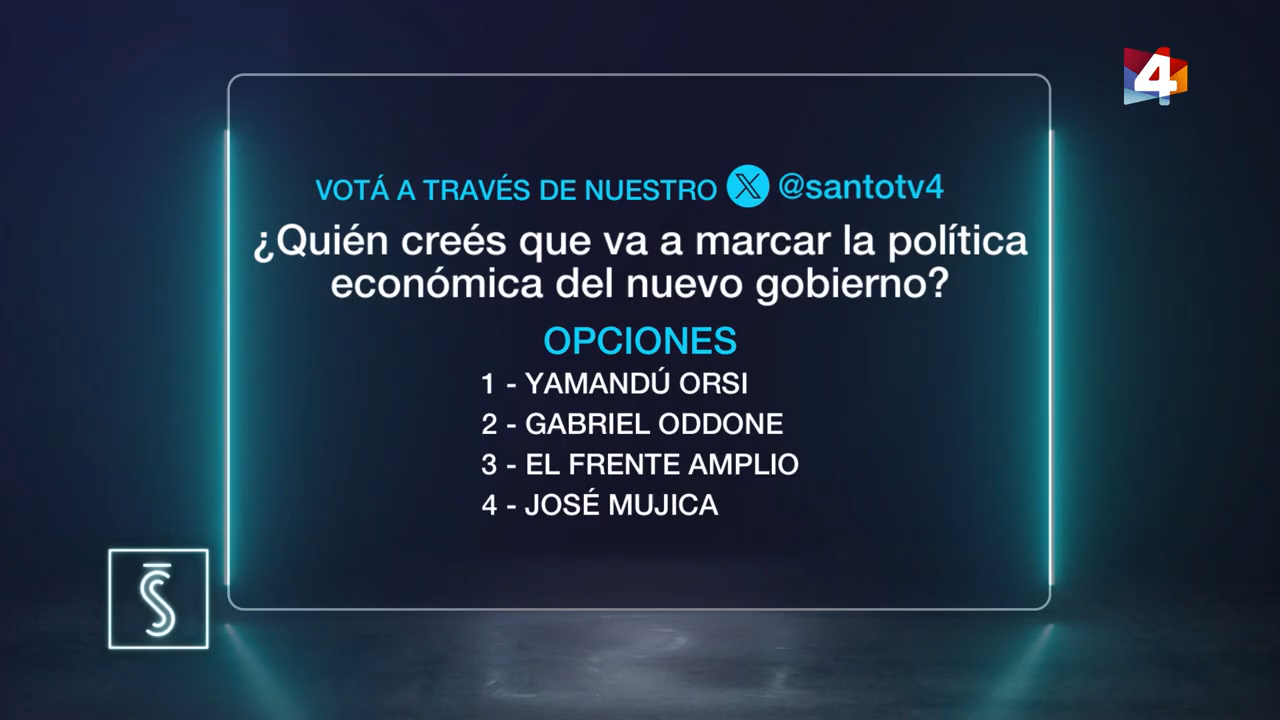 4
VOTÁ A TRAVÉS DE NUESTRO X @santotv4
¿Quién creés que va a marcar la política
económica del nuevo gobierno?
OPCIONES
1 - YAMANDÚ ORSI
2 - GABRIEL ODDONE
3 - EL FRENTE AMPLIO
4 - JOSÉ MUJICA
S